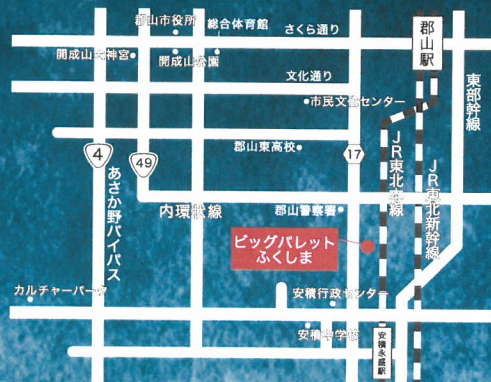 郡山市役所
総合体育館
さくら通り
郡山駅
開成山大神宮
開成山公園
文化通り
市民文化センター
東部幹線
4
49
郡山東高校
17
JR東北本線
JR東北新幹線
あさか野バイパス
内環状線
郡山警察署
ビッグパレット
ふくしま
カルチャーパーク
安積行政センター
安積中学校
安積永盛駅